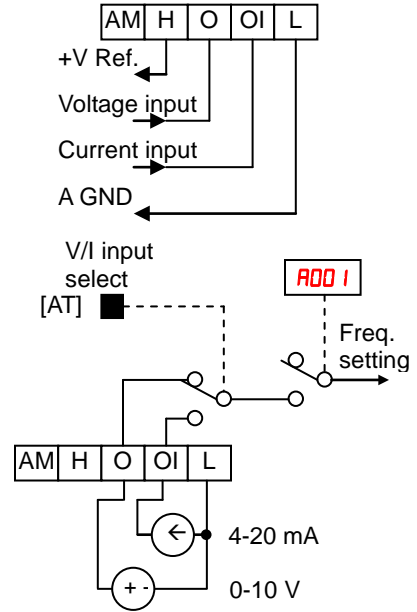 AM H O OI L
+V Ref.
Voltage input
Current input
A GND
V/I input
select
[AT]
A001
Freq.
setting
AM H O OI L
4-20 mA
+ -
0-10 V